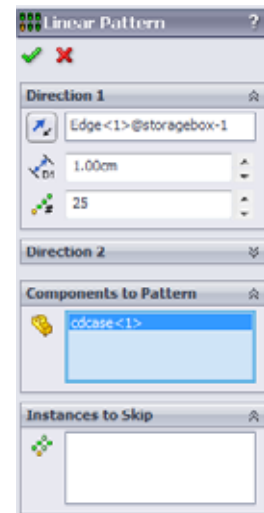 Linear Pattern ?
Direction 1
Edge<1>@storagebox-1
D1 1.00cm
25
Direction 2
Components to Pattern
cdcase<1>
Instances to Skip